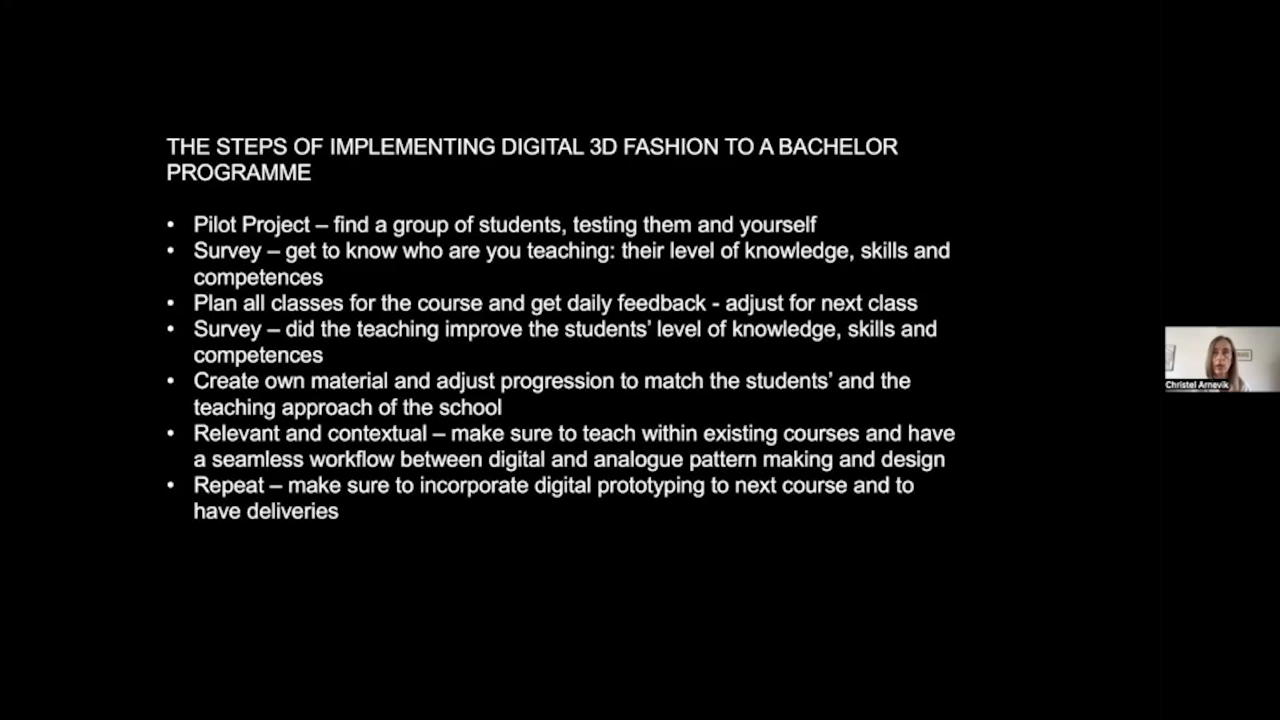 THE STEPS OF IMPLEMENTING DIGITAL 3D FASHION TO A BACHELOR
PROGRAMME
• Pilot Project – find a group of students, testing them and yourself
• Survey – get to know who are you teaching: their level of knowledge, skills and
competences
• Plan all classes for the course and get daily feedback - adjust for next class
• Survey – did the teaching improve the students’ level of knowledge, skills and
competences
• Create own material and adjust progression to match the students’ and the
teaching approach of the school
• Relevant and contextual – make sure to teach within existing courses and have
a seamless workflow between digital and analogue pattern making and design
• Repeat – make sure to incorporate digital prototyping to next course and to
have deliveries
Christel Arnevik